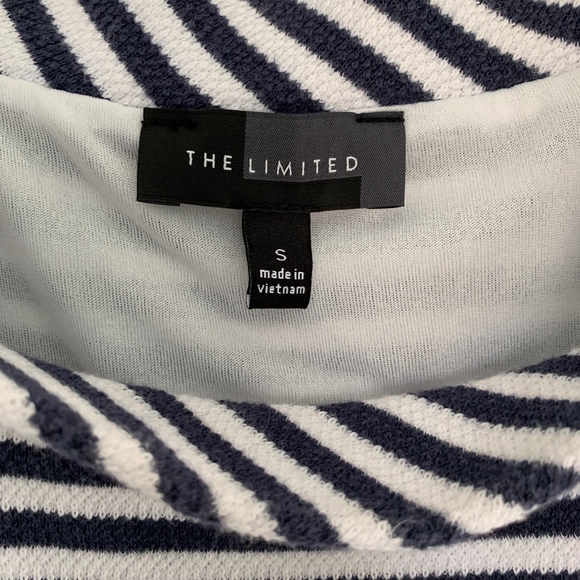 THE LIMITED
S
made in
vietnam